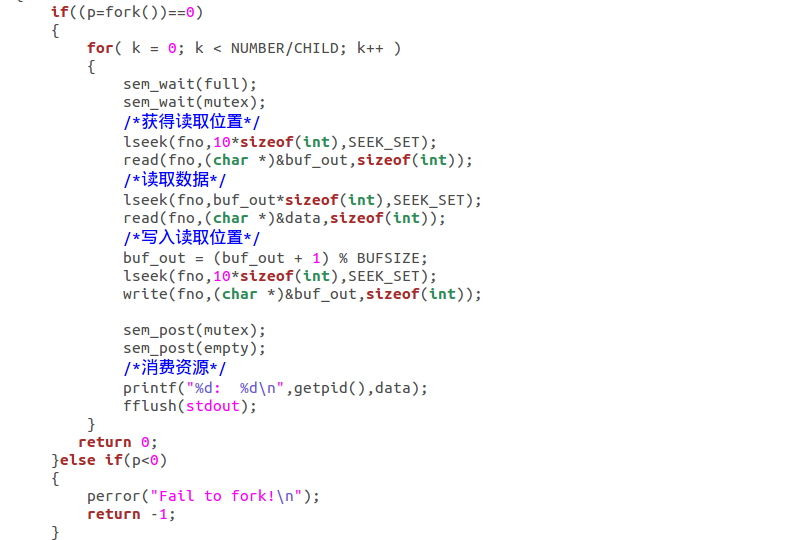 {
if((p=fork())==0)
{
for( k = 0; k < NUMBER/CHILD; k++ )
{
sem_wait(full);
sem_wait(mutex);
/*获得读取位置*/
lseek(fno,10*sizeof(int),SEEK_SET);
read(fno,(char *)&buf_out,sizeof(int));
/*读取数据*/
lseek(fno,buf_out*sizeof(int),SEEK_SET);
read(fno,(char *)&data,sizeof(int));
/*写入读取位置*/
buf_out = (buf_out + 1) % BUFSIZE;
lseek(fno,10*sizeof(int),SEEK_SET);
write(fno,(char *)&buf_out,sizeof(int));
sem_post(mutex);
sem_post(empty);
/*消费资源*/
printf("%d:  %d\n",getpid(),data);
fflush(stdout);
}
return 0;
}else if(p<0)
{
perror("Fail to fork!\n");
return -1;
}